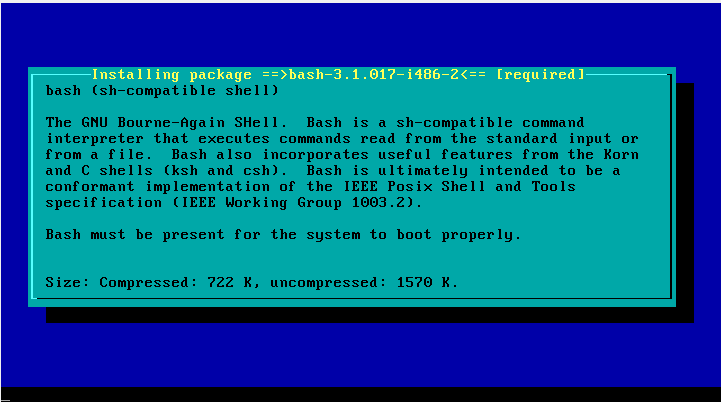 Installing package ==>bash-3.1.017-i486-2<== [required]
bash (sh-compatible shell)
The GNU Bourne-Again SHell.  Bash is a sh-compatible command
interpreter that executes commands read from the standard input or
from a file.  Bash also incorporates useful features from the Korn
and C shells (ksh and csh).  Bash is ultimately intended to be a
conformant implementation of the IEEE Posix Shell and Tools
specification (IEEE Working Group 1003.2).
Bash must be present for the system to boot properly.
Size: Compressed: 722 K, uncompressed: 1570 K.